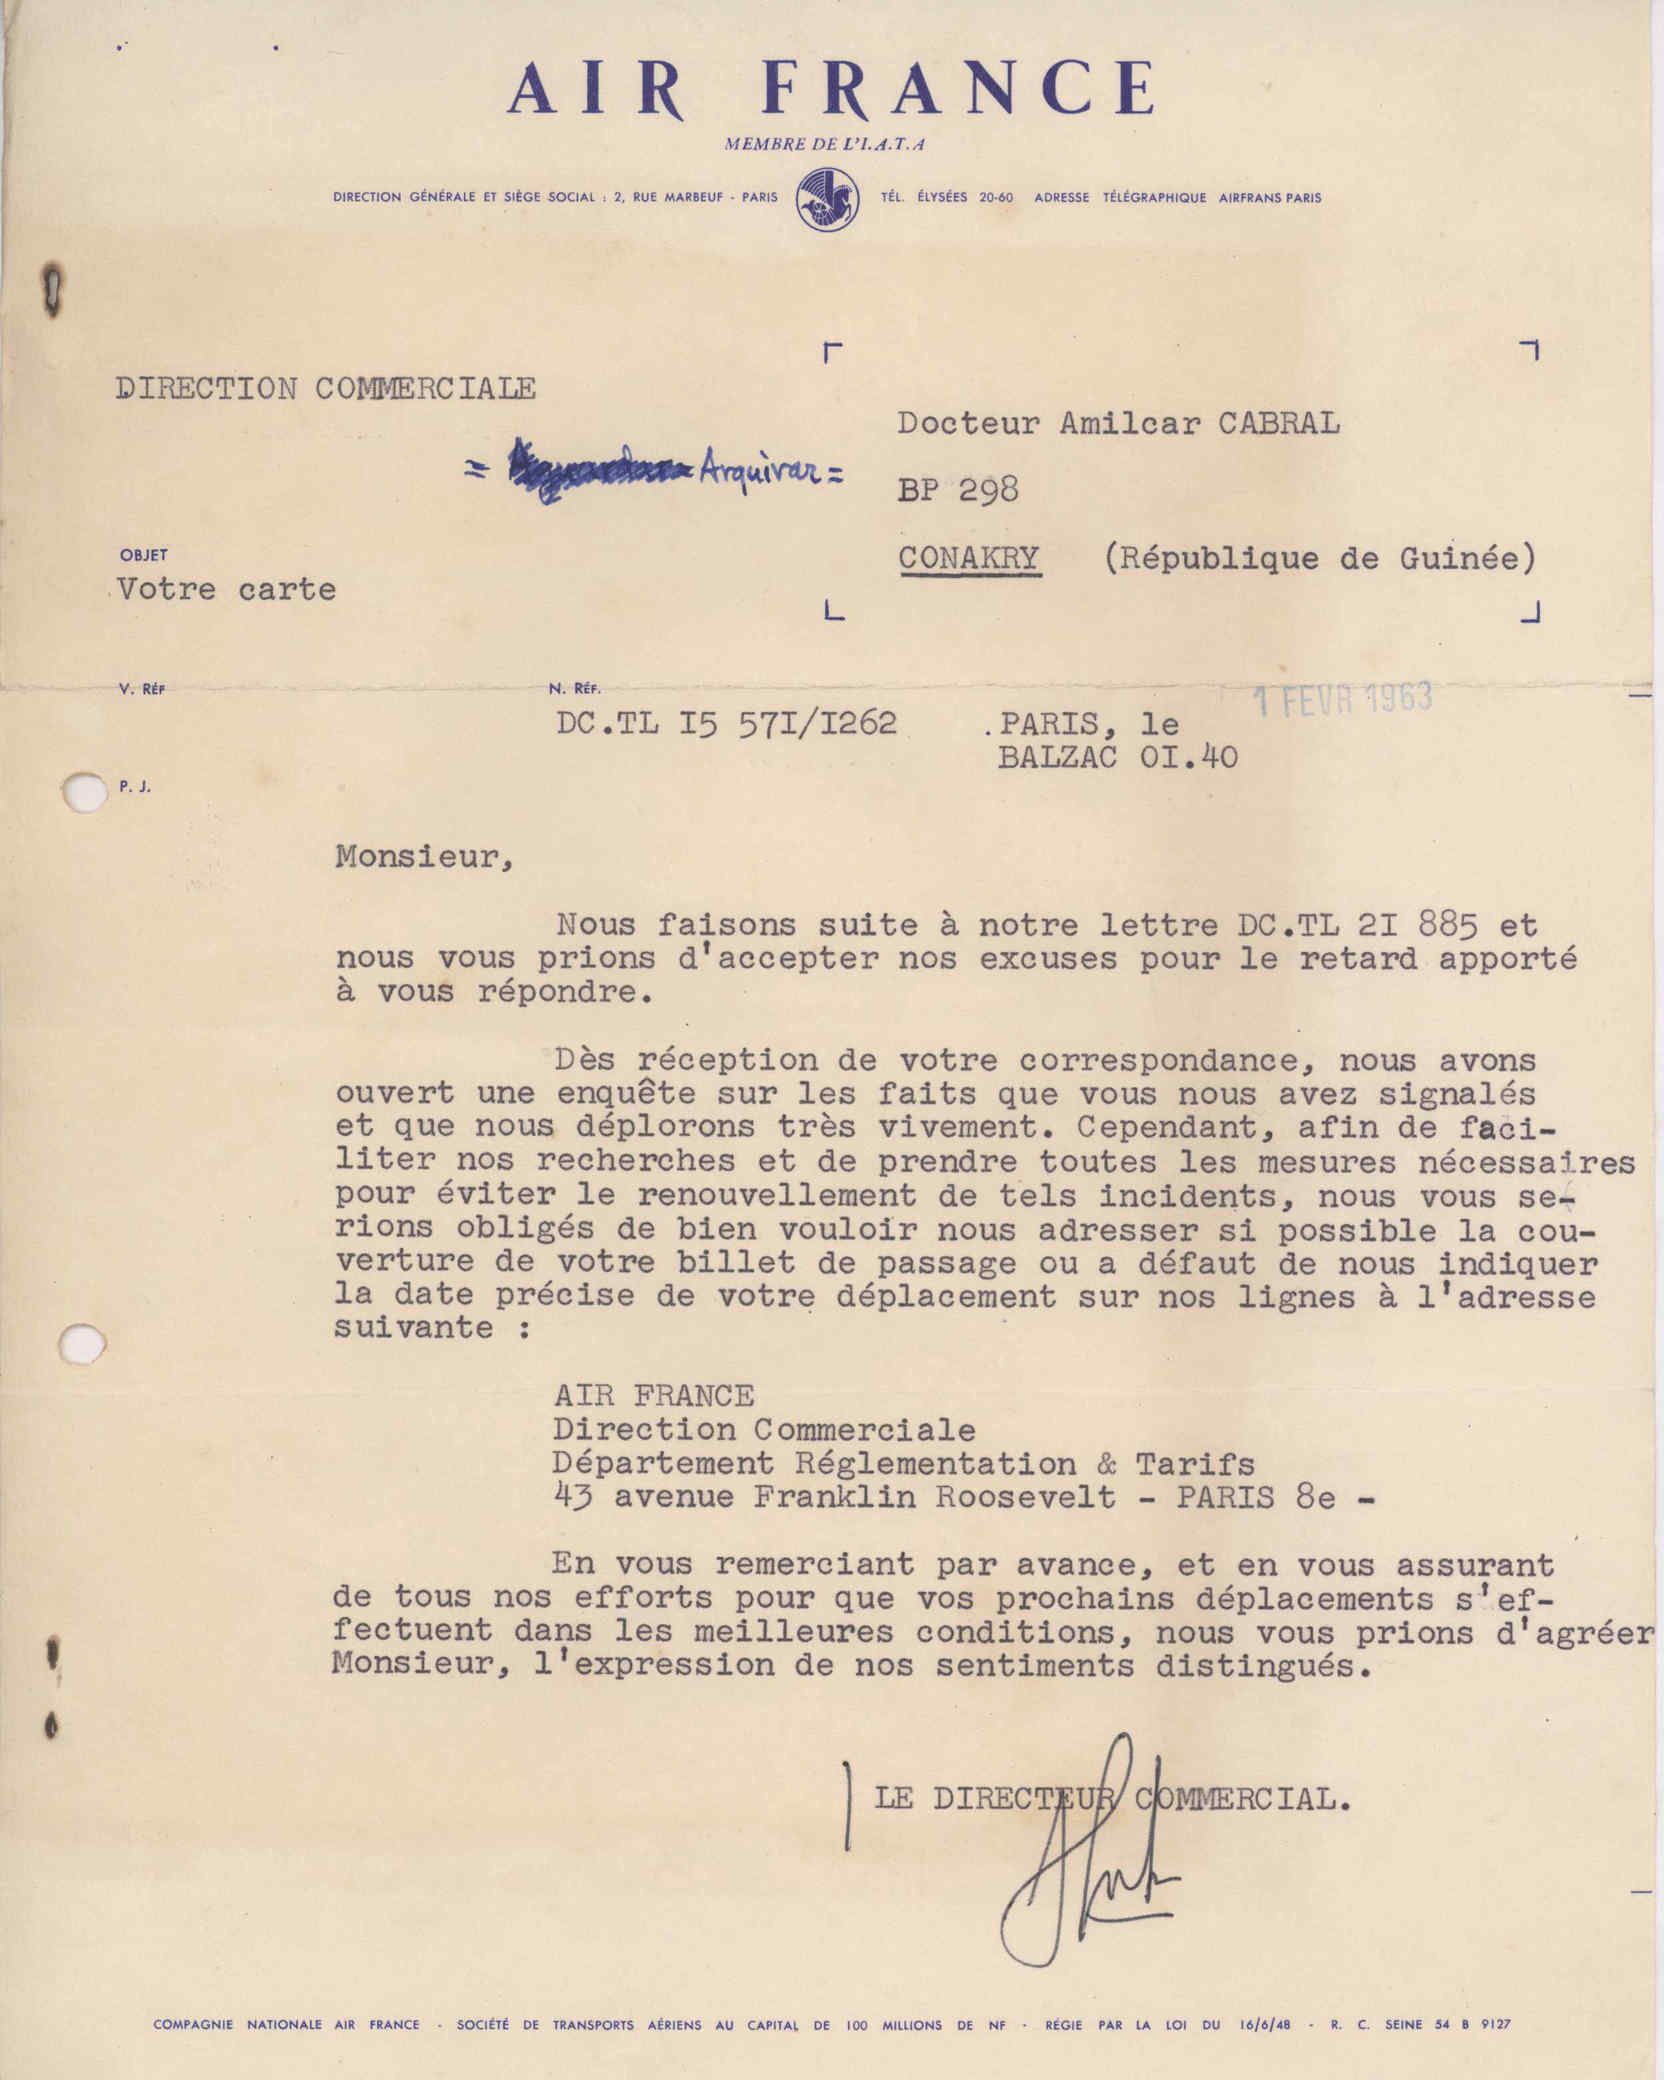 AIR FRANCE
MEMBRE DE L'I.A.T.A
DIRECTION GÉNÉRALE ET SIÈGE SOCIAL : 2, RUE MARBEUF - PARIS TÉL. ÉLYSÉES 20-60 ADRESSE TÉLÉGRAPHIQUE AIRFRANS PARIS
DIRECTION COMMERCIALE
Docteur Amilcar CABRAL
= Arquivar =
BP 298
CONAKRY (République de Guinée)
OBJET
Votre carte
V. RÉF
N. RÉF.
1 FEVR 1963
DC.TL I5 57I/I262 .PARIS, le
BALZAC OI.40
P. J.
Monsieur,
Nous faisons suite à notre lettre DC.TL 2I 885 et
nous vous prions d'accepter nos excuses pour le retard apporté
à vous répondre.
Dès réception de votre correspondance, nous avons
ouvert une enquête sur les faits que vous nous avez signalés
et que nous déplorons très vivement. Cependant, afin de faci-
liter nos recherches et de prendre toutes les mesures nécessaires
pour éviter le renouvellement de tels incidents, nous vous se-
rions obligés de bien vouloir nous adresser si possible la cou-
verture de votre billet de passage ou a défaut de nous indiquer
la date précise de votre déplacement sur nos lignes à l'adresse
suivante :
AIR FRANCE
Direction Commerciale
Département Réglementation & Tarifs
43 avenue Franklin Roosevelt - PARIS 8e -
En vous remerciant par avance, et en vous assurant
de tous nos efforts pour que vos prochains déplacements s'ef-
fectuent dans les meilleures conditions, nous vous prions d'agréer
Monsieur, l'expression de nos sentiments distingués.
LE DIRECTEUR COMMERCIAL.
COMPAGNIE NATIONALE AIR FRANCE - SOCIÉTÉ DE TRANSPORTS AÉRIENS AU CAPITAL DE 100 MILLIONS DE NF - RÉGIE PAR LA LOI DU 16/6/48 - R. C. SEINE 54 B 9127